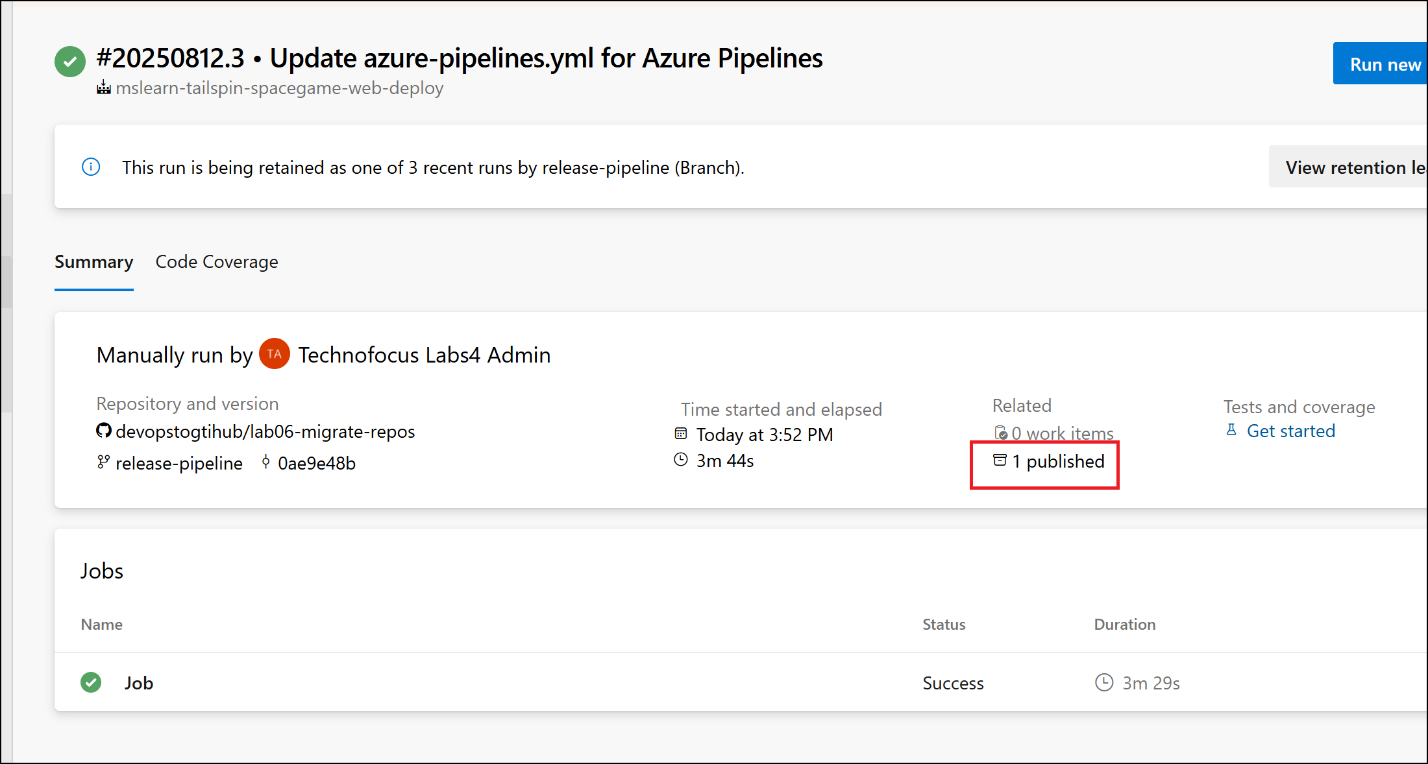 #20250812.3 • Update azure-pipelines.yml for Azure Pipelines
Run new
mslearn-tailspin-spacegame-web-deploy
This run is being retained as one of 3 recent runs by release-pipeline (Branch).
View retention le
Summary
Code Coverage
Manually run by TA Technofocus Labs4 Admin
Repository and version
devopstogtihub/lab06-migrate-repos
release-pipeline 0ae9e48b
Time started and elapsed
Today at 3:52 PM
3m 44s
Related
0 work items
1 published
Tests and coverage
Get started
Jobs
Name Status Duration
Job Success 3m 29s